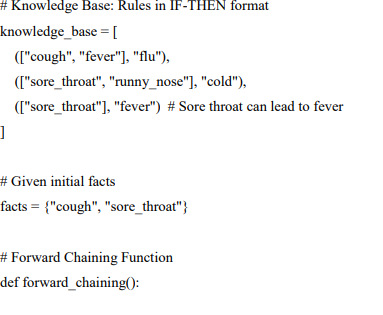 # Knowledge Base: Rules in IF-THEN format
knowledge_base = [
(["cough", "fever"], "flu"),
(["sore_throat", "runny_nose"], "cold"),
(["sore_throat"], "fever")  # Sore throat can lead to fever
]
# Given initial facts
facts = {"cough", "sore_throat"}
# Forward Chaining Function
def forward_chaining():